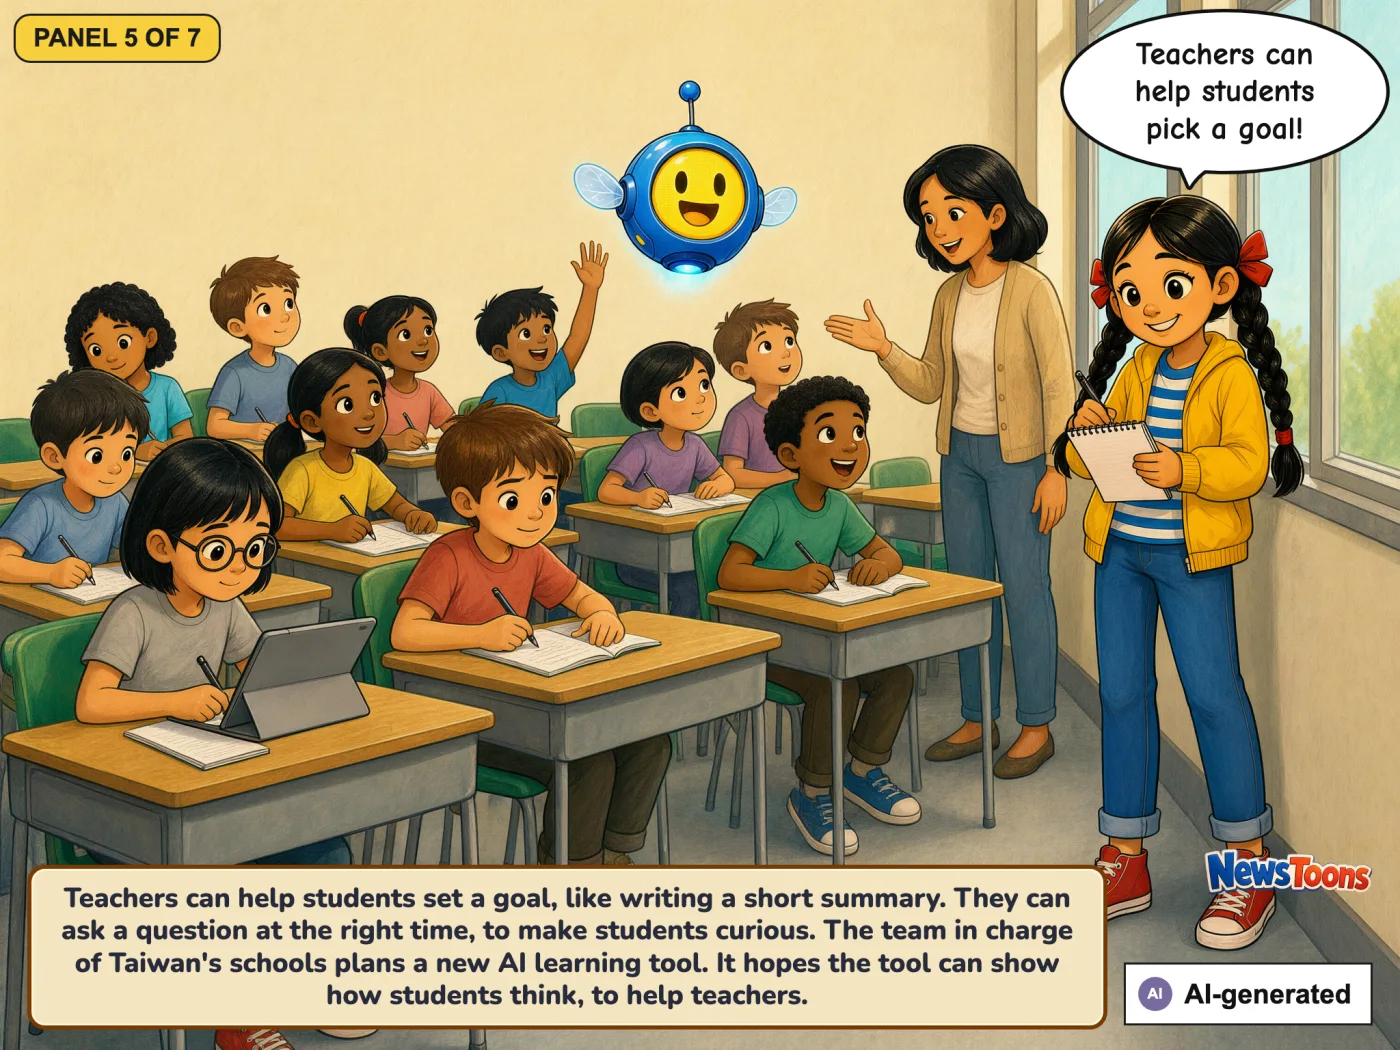 PANEL 5 OF 7
Teachers can
help students
pick a goal!
Teachers can help students set a goal, like writing a short summary. They can
ask a question at the right time, to make students curious. The team in charge
of Taiwan's schools plans a new AI learning tool. It hopes the tool can show
how students think, to help teachers.
NewsToons
AI AI-generated